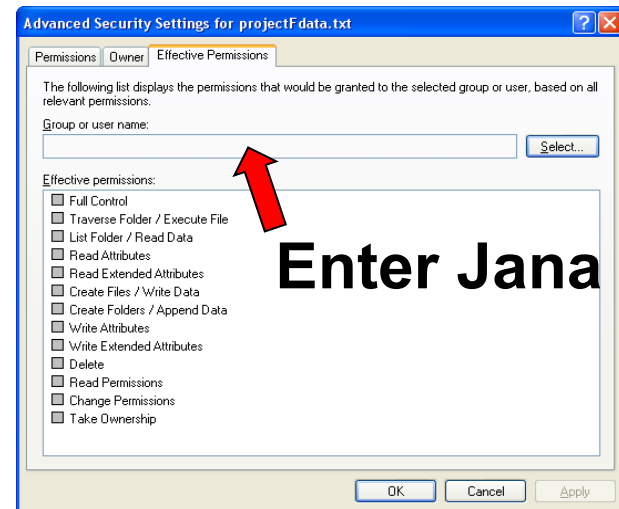 Advanced Security Settings for projectFdata.txt
Permissions Owner Effective Permissions
The following list displays the permissions that would be granted to the selected group or user, based on all
relevant permissions.
Group or user name:
Select...
Effective permissions:
Full Control
Traverse Folder / Execute File
List Folder / Read Data
Read Attributes
Read Extended Attributes
Create Files / Write Data
Create Folders / Append Data
Write Attributes
Write Extended Attributes
Delete
Read Permissions
Change Permissions
Take Ownership
Enter Jana
OK Cancel Apply